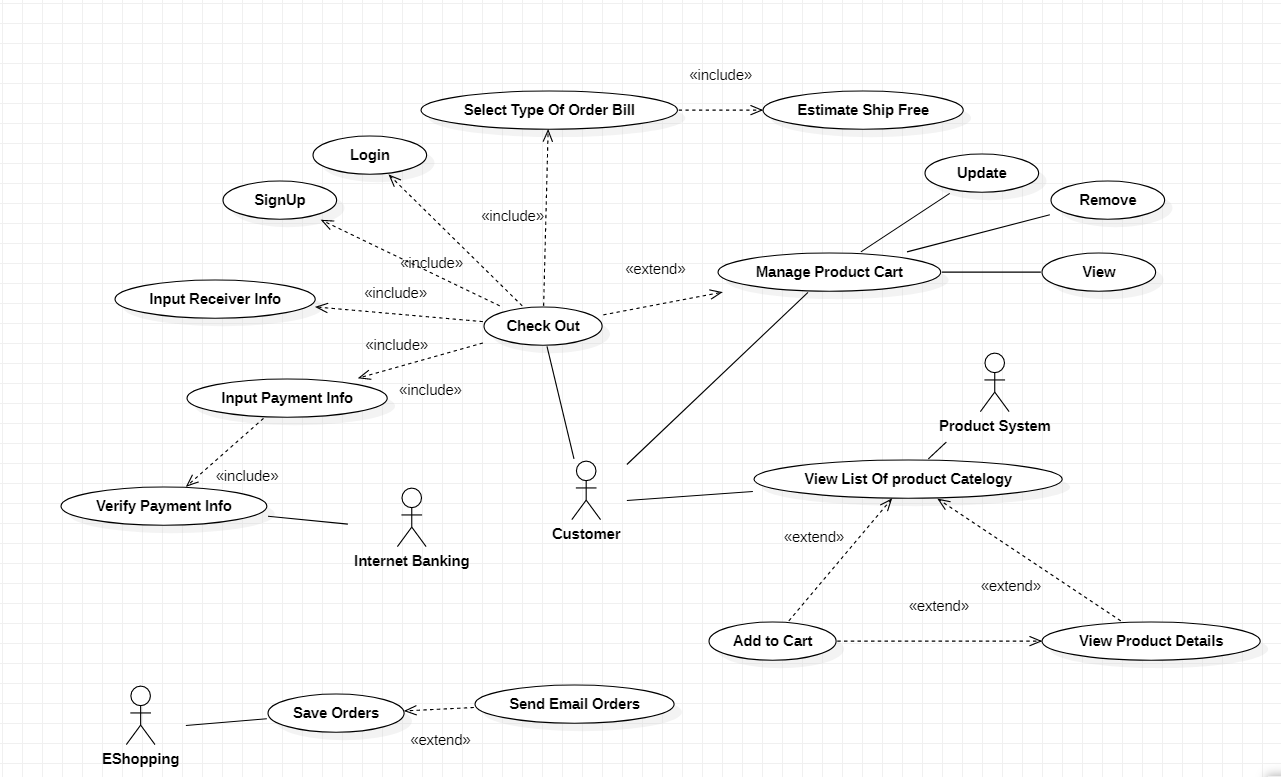 «include»
Select Type Of Order Bill
Estimate Ship Free
Login
Update
SignUp
Remove
«include»
«include»
«extend»
Manage Product Cart
View
«include»
Input Receiver Info
Check Out
«include»
«include»
Input Payment Info
Product System
«include»
View List Of product Catelogy
Verify Payment Info
Customer
«extend»
Internet Banking
«extend»
«extend»
Add to Cart
View Product Details
Send Email Orders
Save Orders
«extend»
EShopping